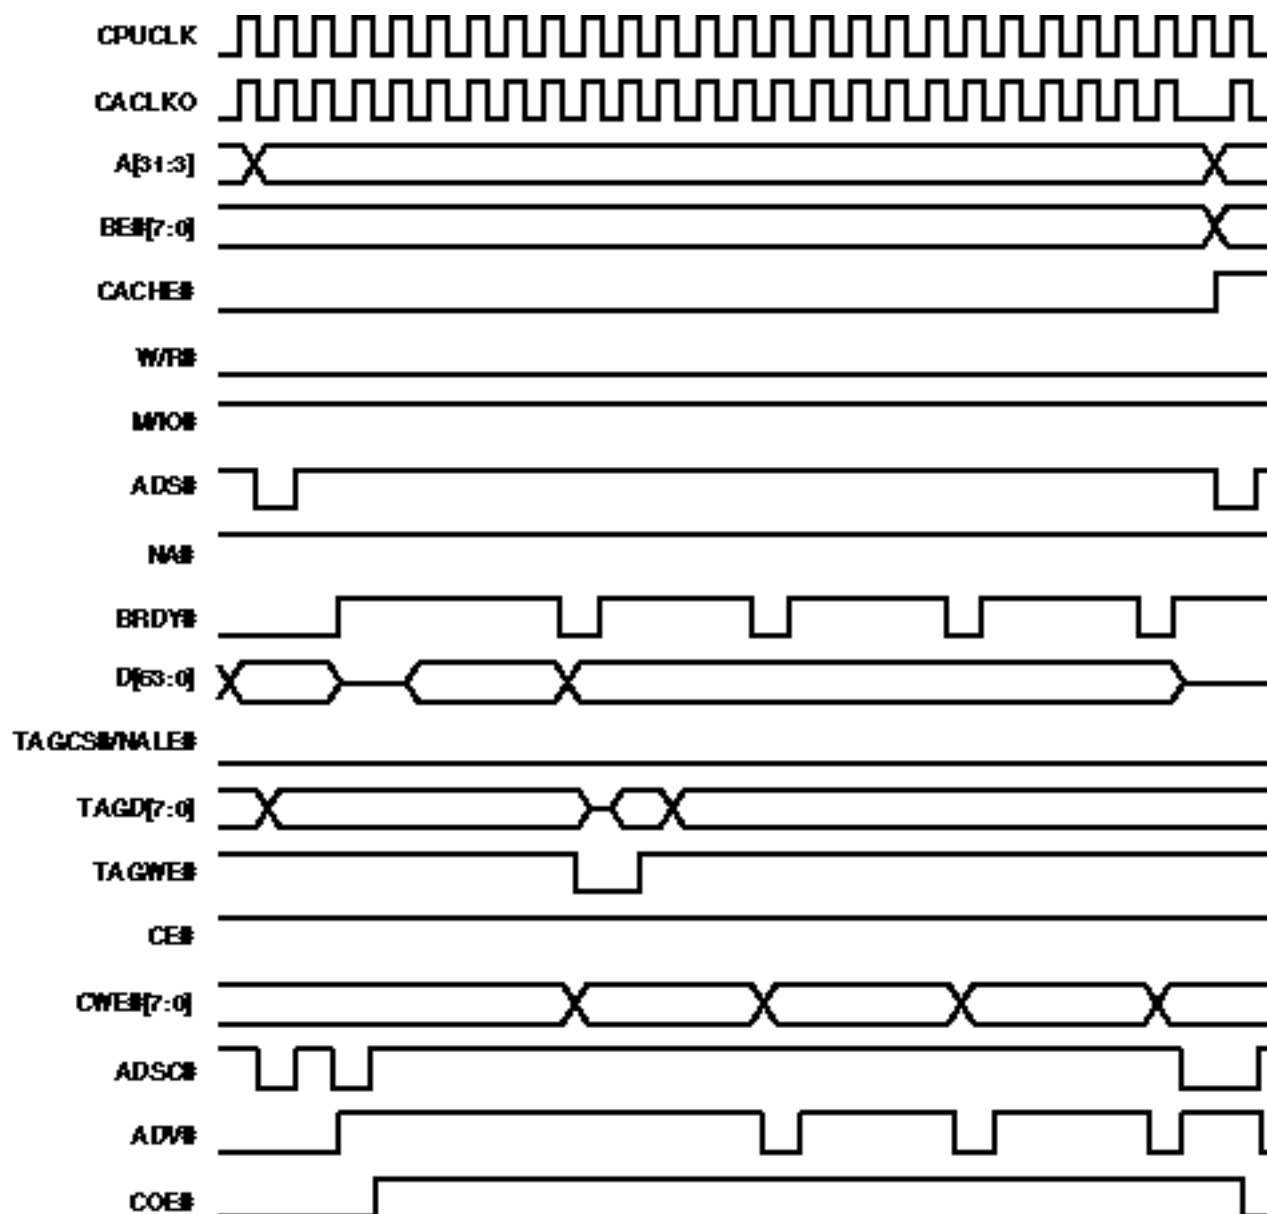 CPUCLK
CACLKO
A[31:3]
BE#[7:0]
CACHE#
W/R#
M/IO#
ADS#
NA#
BRDY#
D[63:0]
TAGCS#/NALE#
TAGD[7:0]
TAGWE#
CE#
CWE#[7:0]
ADSC#
ADV#
COE#